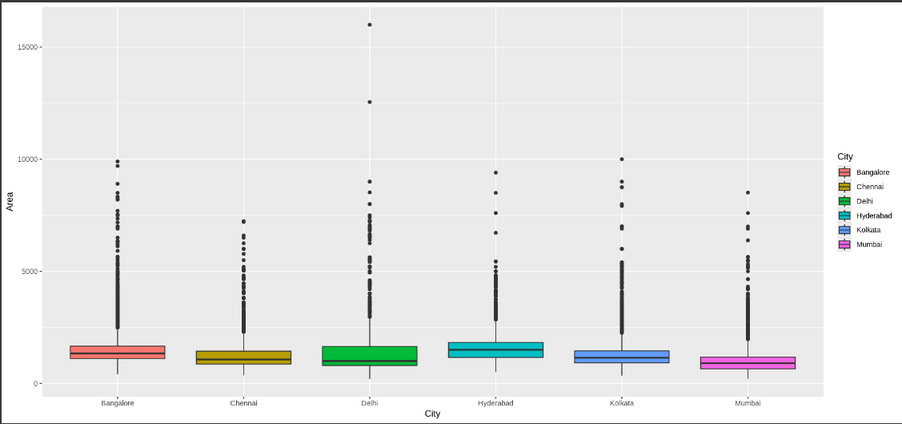 15000
10000
5000
0
Area
Bangalore
Chennai
Delhi
Hyderabad
Kolkata
Mumbai
City
City
Bangalore
Chennai
Delhi
Hyderabad
Kolkata
Mumbai